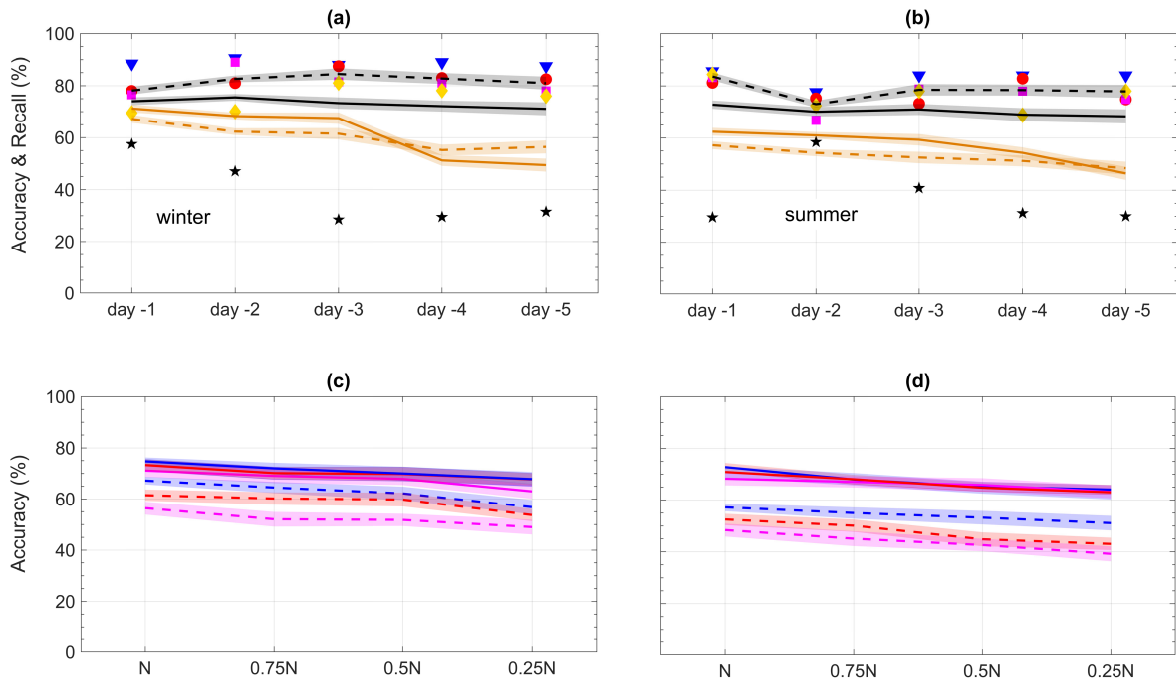 (a)
(b)
Accuracy & Recall (%)
100
80
60
40
20
0
winter
summer
day -1
day -2
day -3
day -4
day -5
day -1
day -2
day -3
day -4
day -5
(c)
(d)
Accuracy (%)
100
80
60
40
20
0
N
0.75N
0.5N
0.25N
N
0.75N
0.5N
0.25N